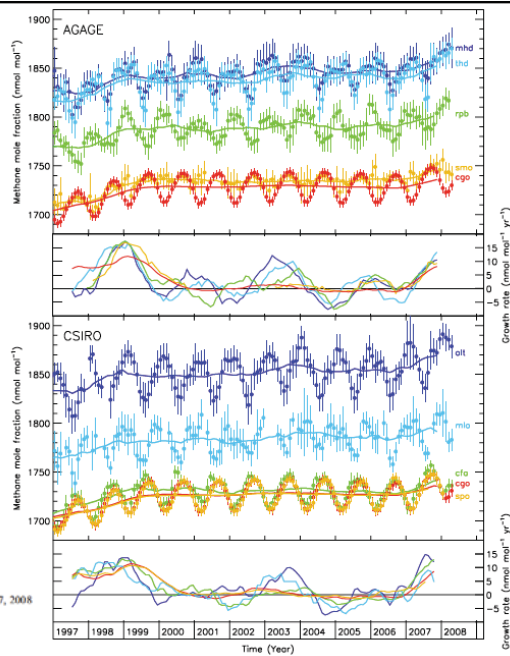 1900
AGAGE
mhd
thd
1850
rpb
1800
1750
smo
cgo
1700
Methane mole fraction (nmol mol⁻¹)
15
10
5
0
−5
Growth rate (nmol mol⁻¹ yr⁻¹)
1900
CSIRO
alt
1850
mlo
1800
1750
cfa
cgo
spo
1700
Methane mole fraction (nmol mol⁻¹)
15
10
5
0
−5
Growth rate (nmol mol⁻¹ yr⁻¹)
7, 2008
1997 1998 1999 2000 2001 2002 2003 2004 2005 2006 2007 2008
Time (Year)